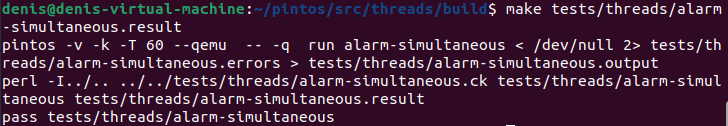 denis@denis-virtual-machine:~/pintos/src/threads/build$ make tests/threads/alarm
-simultaneous.result
pintos -v -k -T 60 --qemu  -- -q  run alarm-simultaneous < /dev/null 2> tests/th
reads/alarm-simultaneous.errors > tests/threads/alarm-simultaneous.output
perl -I../.. ../../tests/threads/alarm-simultaneous.ck tests/threads/alarm-simul
taneous tests/threads/alarm-simultaneous.result
pass tests/threads/alarm-simultaneous